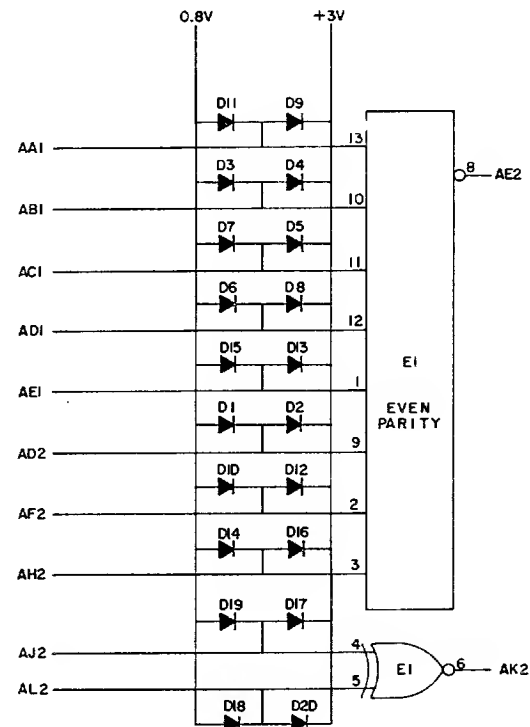 0.8V +3V
D11 D9
AA1 13
8 AE2
D3 D4
AB1 10
D7 D5
AC1 11
D6 D8
AD1 12
D15 D13
AE1 1
E1
EVEN
PARITY
D1 D2
AD2 9
D10 D12
AF2 2
D14 D16
AH2 3
D19 D17
AJ2 4
E1 6 AK2
AL2 5
D18 D20